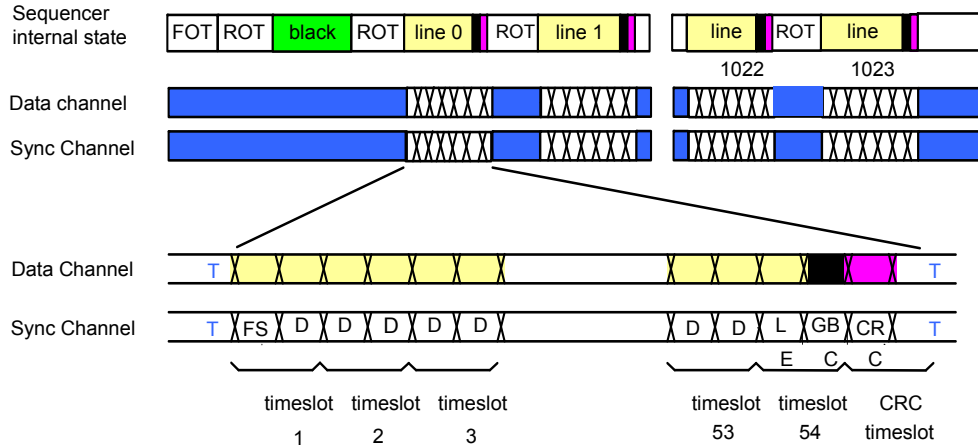 Sequencer
internal state
FOT ROT black ROT line 0 ROT line 1 line ROT line
1022 1023
Data channel
Sync Channel
Data Channel T T
Sync Channel T FS D D D D D D D L GB CR T
E C C
timeslot timeslot timeslot timeslot timeslot CRC
1 2 3 53 54 timeslot